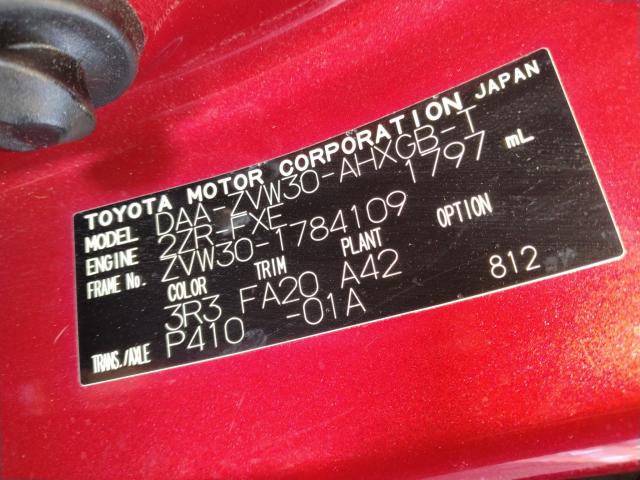 TOYOTA MOTOR CORPORATION JAPAN
MODEL DAA-ZVW30-AHXGB-T
ENGINE 2ZR-FXE 1797 mL
FRAME No. ZVW30-1784109
COLOR TRIM PLANT OPTION
3R3 FA20 A42 812
TRANS./AXLE P410 -01A